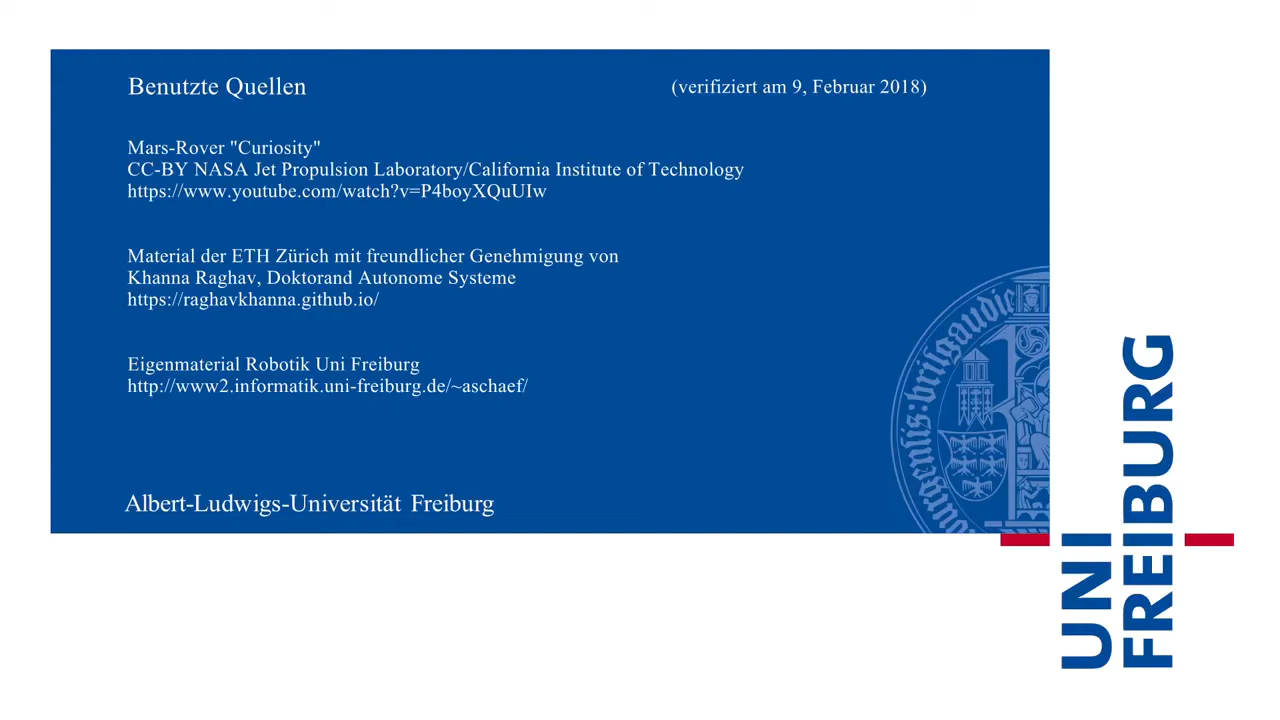 Benutzte Quellen
(verifiziert am 9, Februar 2018)
Mars-Rover "Curiosity"
CC-BY NASA Jet Propulsion Laboratory/California Institute of Technology
https://www.youtube.com/watch?v=P4boyXQuUIw
Material der ETH Zürich mit freundlicher Genehmigung von
Khanna Raghav, Doktorand Autonome Systeme
https://raghavkhanna.github.io/
Eigenmaterial Robotik Uni Freiburg
http://www2.informatik.uni-freiburg.de/~aschaef/
Albert-Ludwigs-Universität Freiburg
UNI
FREIBURG